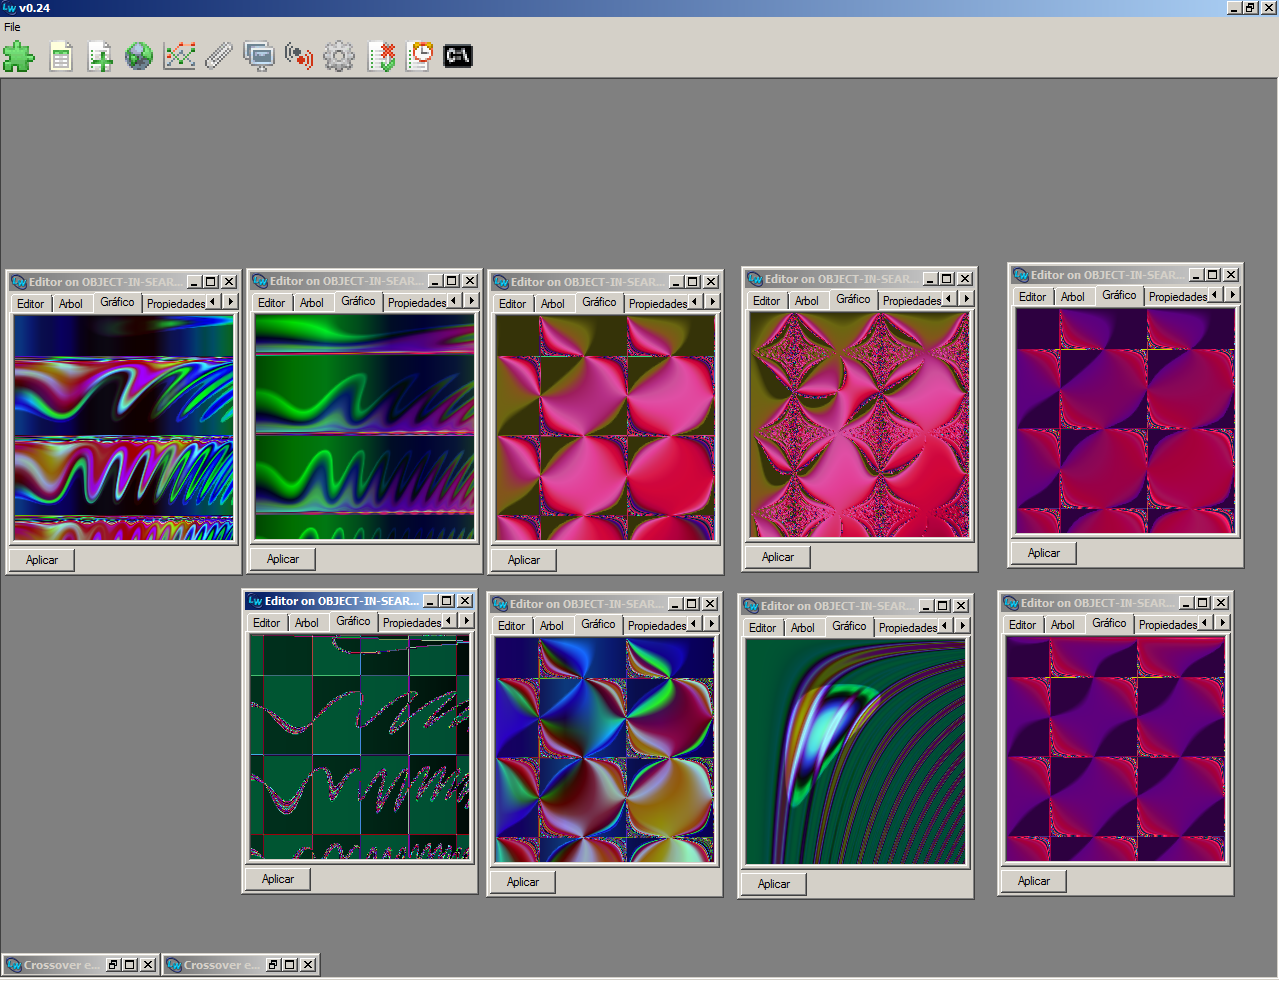 v0.24
File
C:\
Editor on OBJECT-IN-SEAR...
Editor Arbol Gráfico Propiedades
Aplicar
Editor on OBJECT-IN-SEAR...
Editor Arbol Gráfico Propiedades
Aplicar
Editor on OBJECT-IN-SEAR...
Editor Arbol Gráfico Propiedades
Aplicar
Editor on OBJECT-IN-SEAR...
Editor Arbol Gráfico Propiedades
Aplicar
Editor on OBJECT-IN-SEAR...
Editor Arbol Gráfico Propiedades
Aplicar
Editor on OBJECT-IN-SEAR...
Editor Arbol Gráfico Propiedades
Aplicar
Editor on OBJECT-IN-SEAR...
Editor Arbol Gráfico Propiedades
Aplicar
Editor on OBJECT-IN-SEAR...
Editor Arbol Gráfico Propiedades
Aplicar
Editor on OBJECT-IN-SEAR...
Editor Arbol Gráfico Propiedades
Aplicar
Crossover e...
Crossover e...